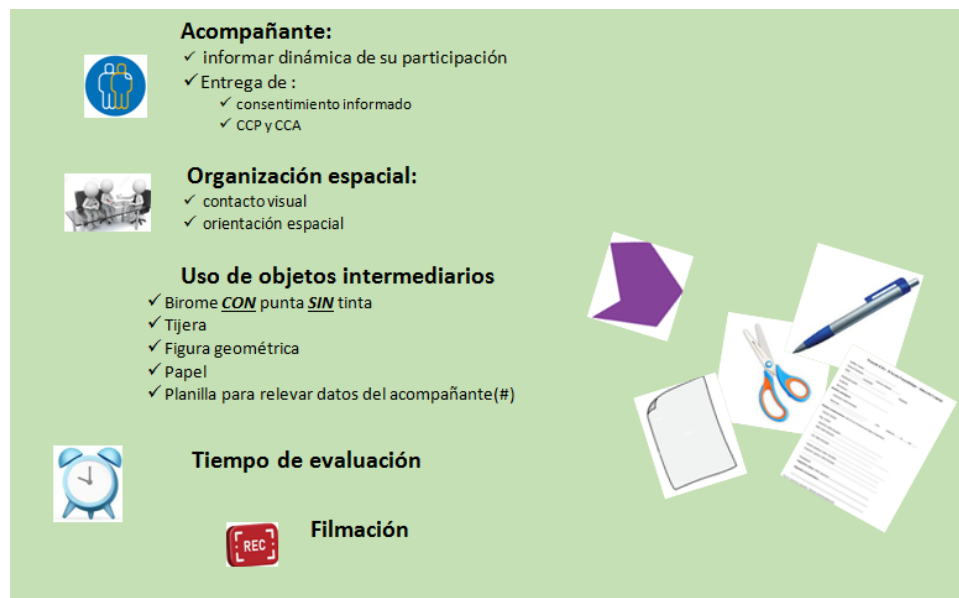 Acompañante:
✓ informar dinámica de su participación
✓ Entrega de :
✓ consentimiento informado
✓ CCP y CCA
Organización espacial:
✓ contacto visual
✓ orientación espacial
Uso de objetos intermediarios
✓ Birome CON punta SIN tinta
✓ Tijera
✓ Figura geométrica
✓ Papel
✓ Planilla para relevar datos del acompañante(#)
Tiempo de evaluación
Filmación
REC